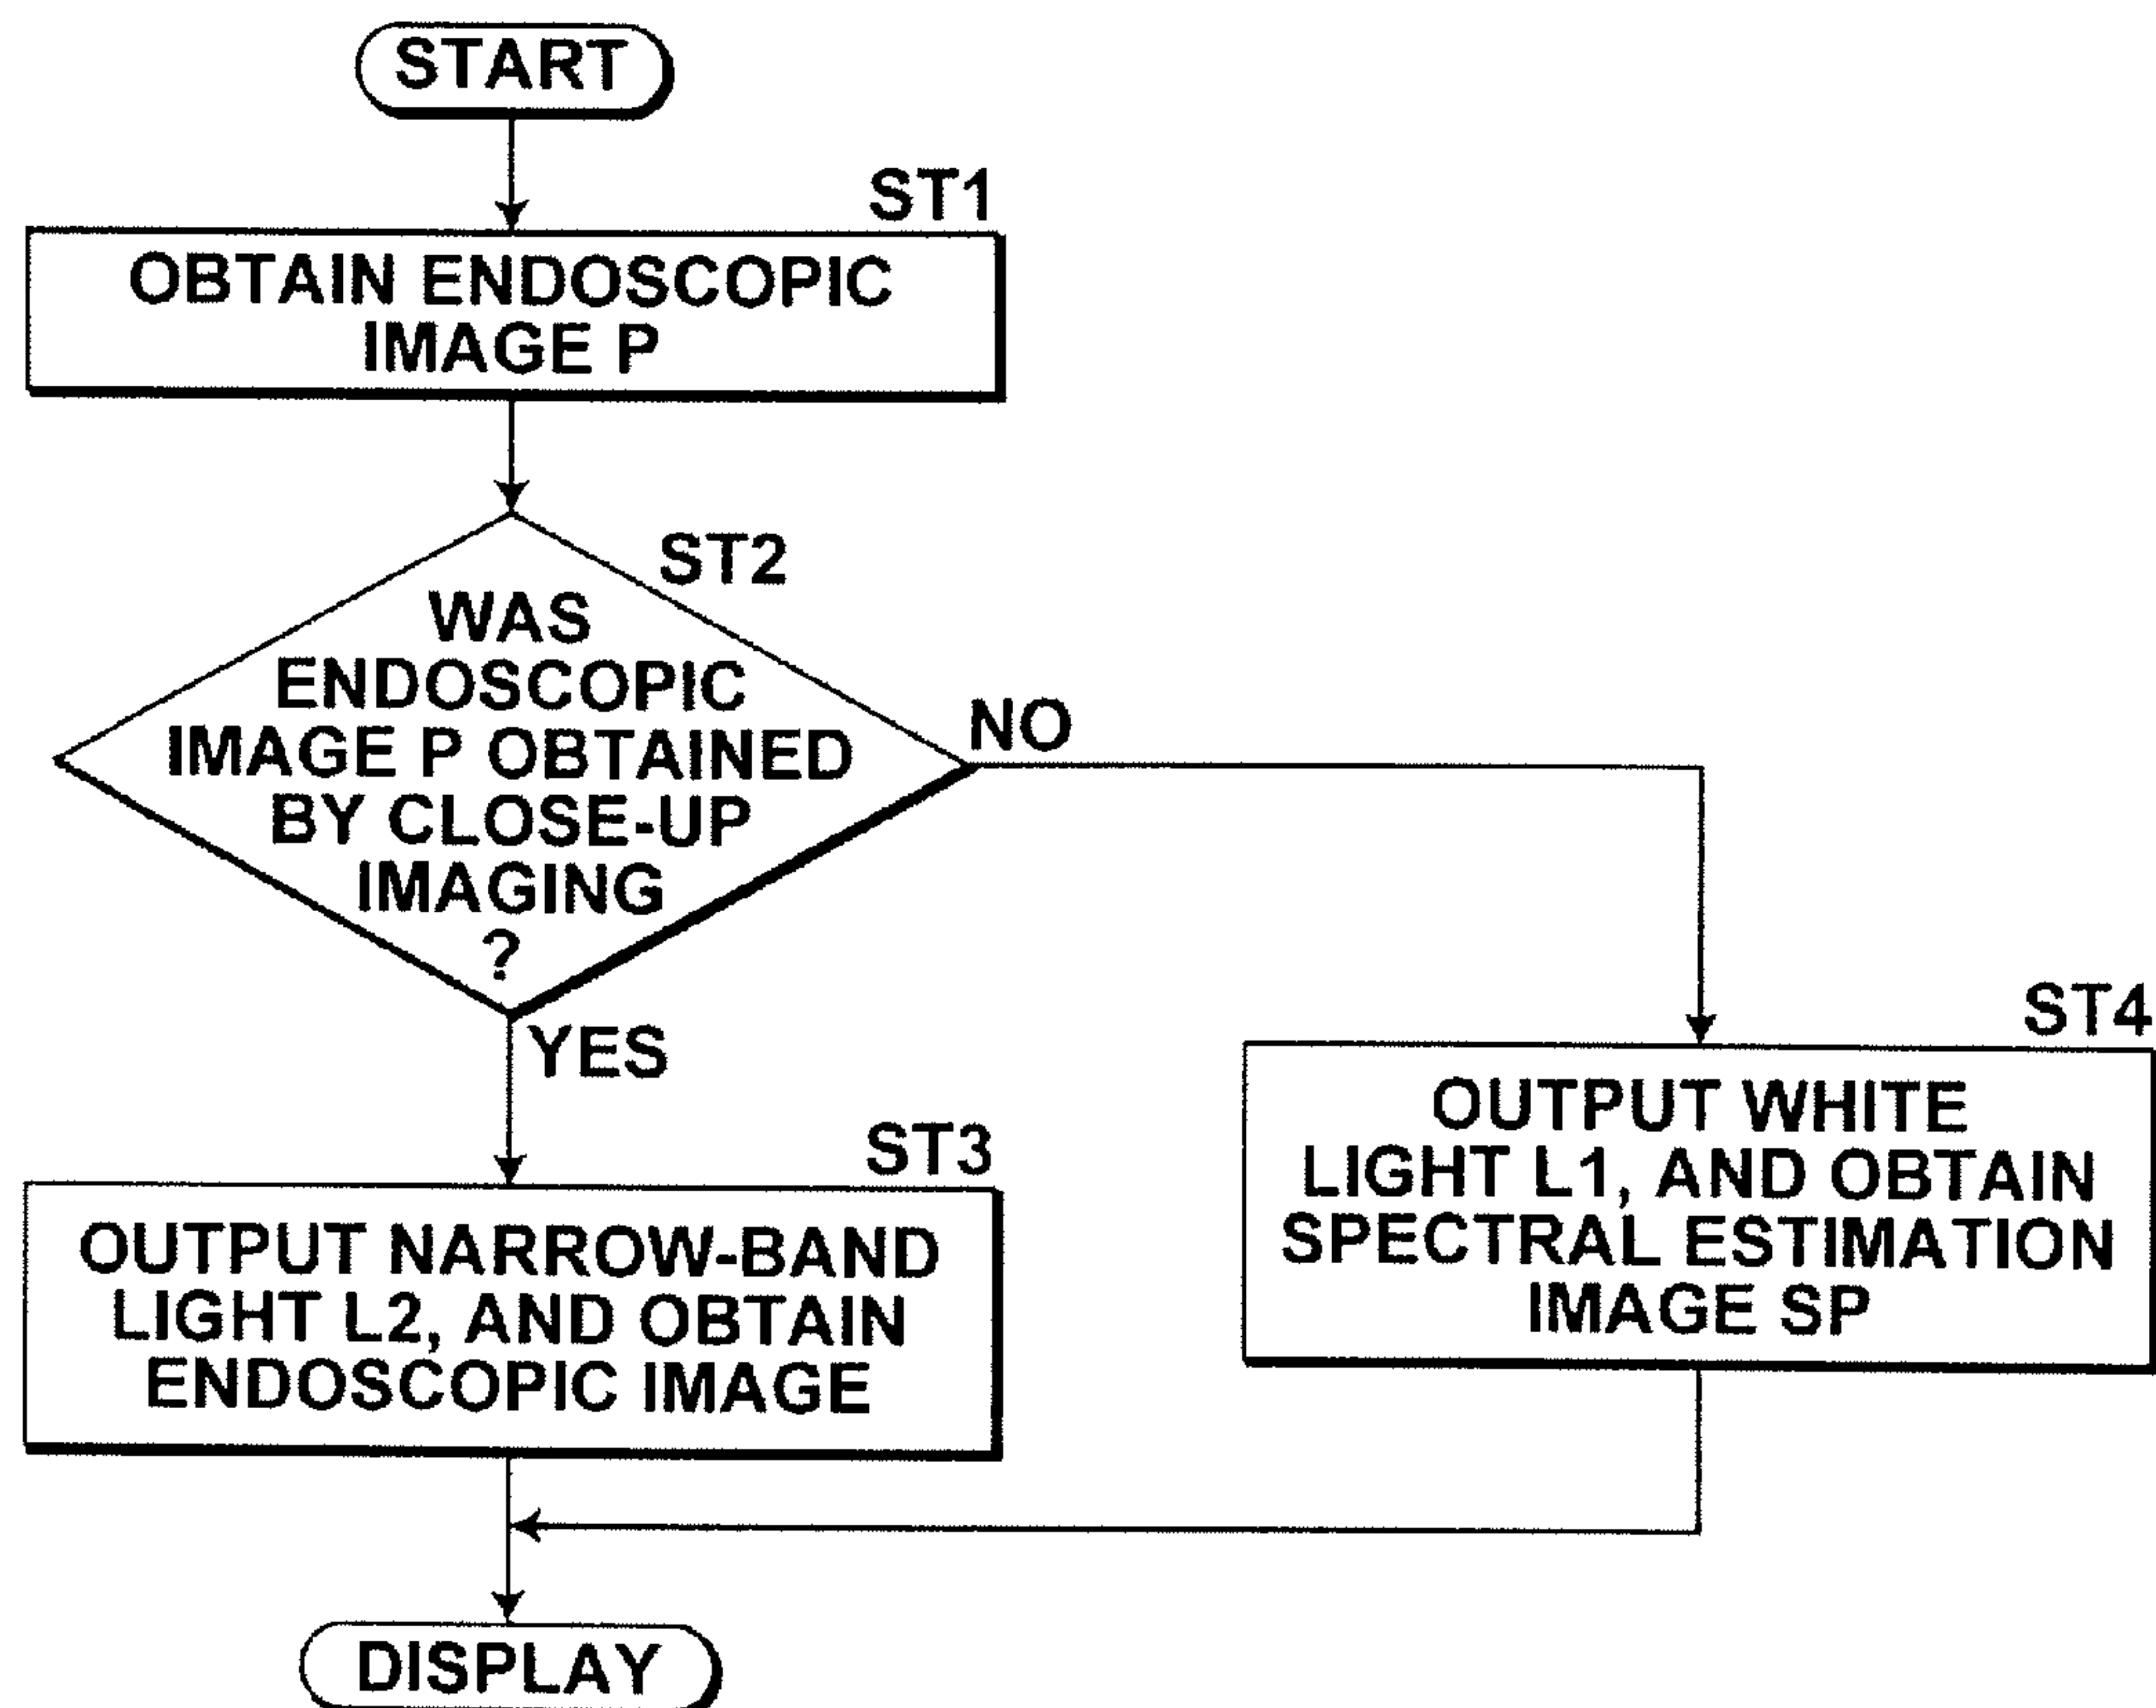 START
ST1
OBTAIN ENDOSCOPIC
IMAGE P
ST2
WAS
ENDOSCOPIC
IMAGE P OBTAINED
BY CLOSE-UP
IMAGING
?
NO
YES
ST3
OUTPUT NARROW-BAND
LIGHT L2, AND OBTAIN
ENDOSCOPIC IMAGE
ST4
OUTPUT WHITE
LIGHT L1, AND OBTAIN
SPECTRAL ESTIMATION
IMAGE SP
DISPLAY